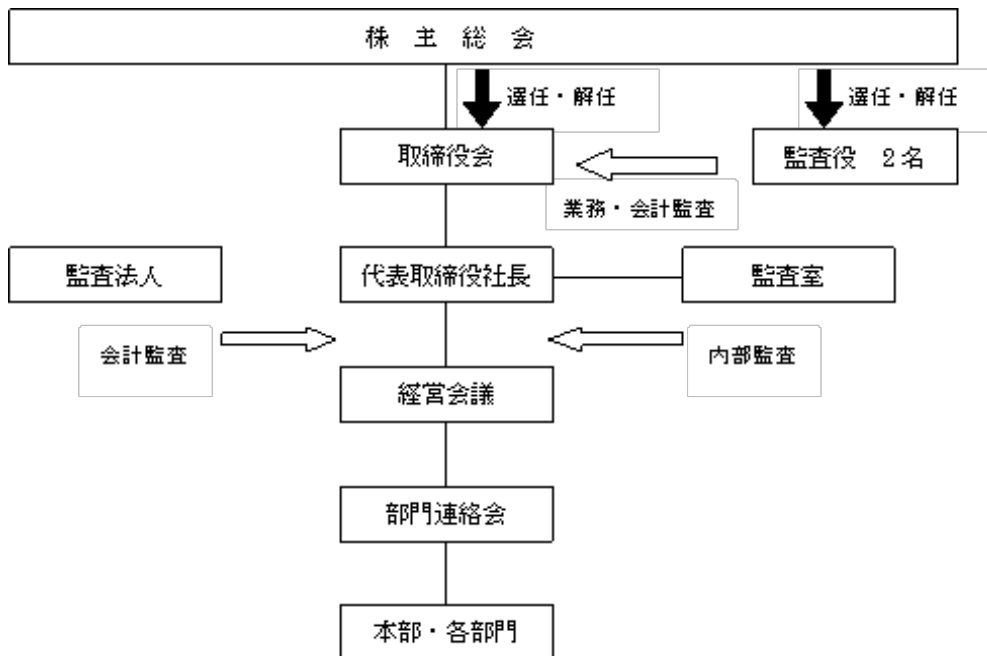 株 主 総 会
選任・解任
選任・解任
取締役会
監査役 2名
業務・会計監査
監査法人
代表取締役社長
監査室
会計監査
内部監査
経営会議
部門連絡会
本部・各部門